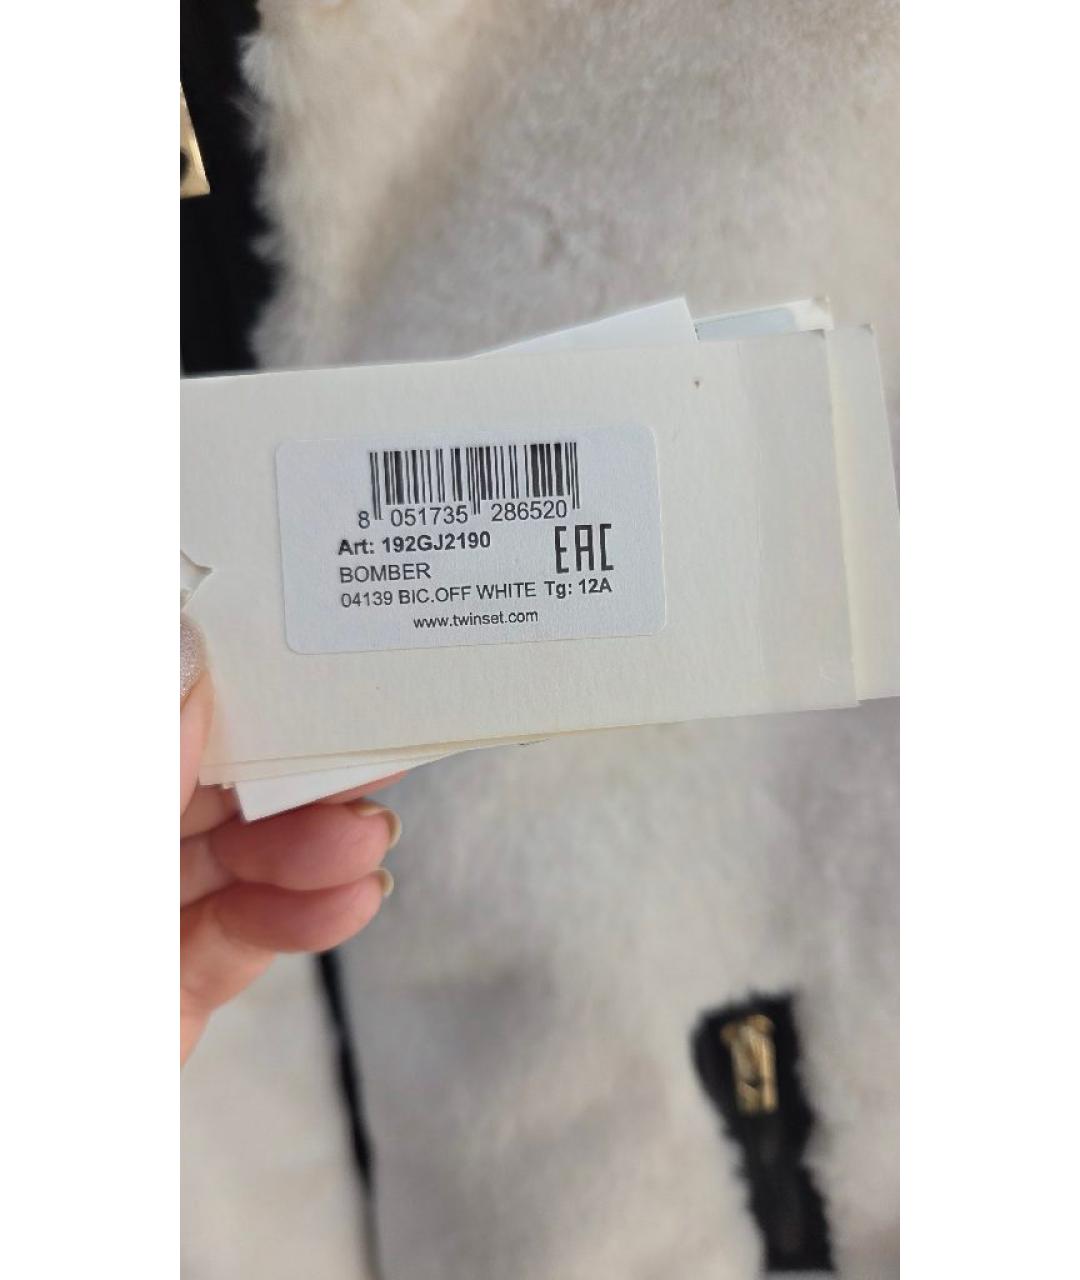 8 051735 286520
Art: 192GJ2190
EAC
BOMBER
04139 BIC.OFF WHITE Tg: 12A
www.twinset.com